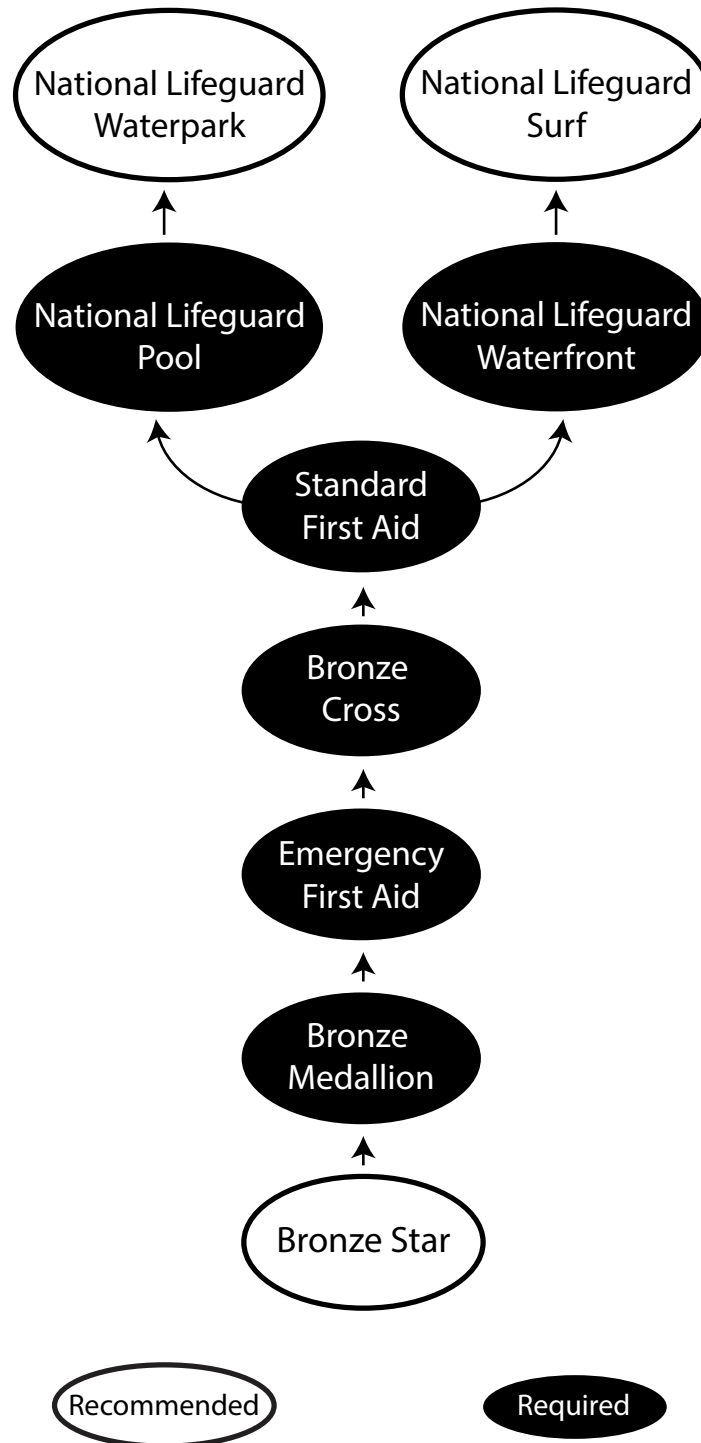 National Lifeguard
Waterpark
National Lifeguard
Surf
National Lifeguard
Pool
National Lifeguard
Waterfront
Standard
First Aid
Bronze
Cross
Emergency
First Aid
Bronze
Medallion
Bronze Star
Recommended
Required